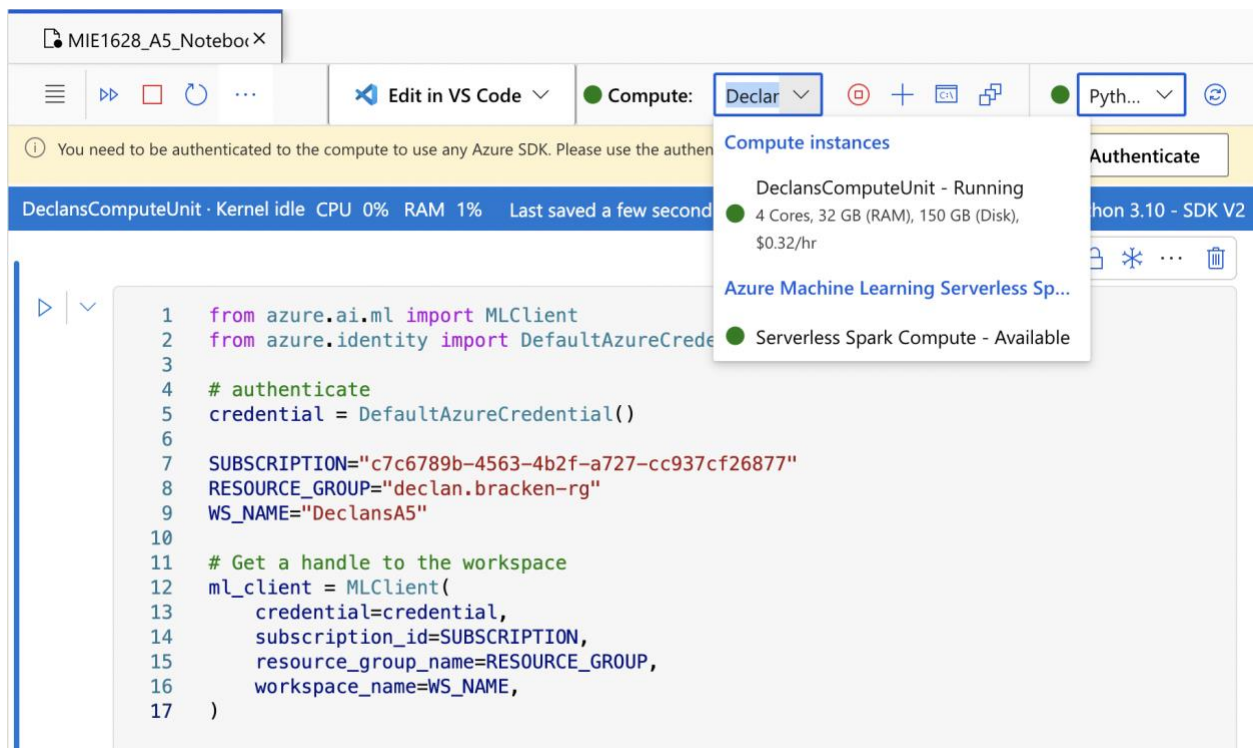 MIE1628_A5_Noteboo
Edit in VS Code
Compute:
Declar
Pyth...
You need to be authenticated to the compute to use any Azure SDK. Please use the authen
Authenticate
Compute instances
DeclansComputeUnit - Running
4 Cores, 32 GB (RAM), 150 GB (Disk),
$0.32/hr
Azure Machine Learning Serverless Sp...
Serverless Spark Compute - Available
DeclansComputeUnit · Kernel idle CPU 0% RAM 1% Last saved a few second
hon 3.10 - SDK V2
1 from azure.ai.ml import MLClient
2 from azure.identity import DefaultAzureCrede
3
4 # authenticate
5 credential = DefaultAzureCredential()
6
7 SUBSCRIPTION="c7c6789b-4563-4b2f-a727-cc937cf26877"
8 RESOURCE_GROUP="declan.bracken-rg"
9 WS_NAME="DeclansA5"
10
11 # Get a handle to the workspace
12 ml_client = MLClient(
13     credential=credential,
14     subscription_id=SUBSCRIPTION,
15     resource_group_name=RESOURCE_GROUP,
16     workspace_name=WS_NAME,
17 )